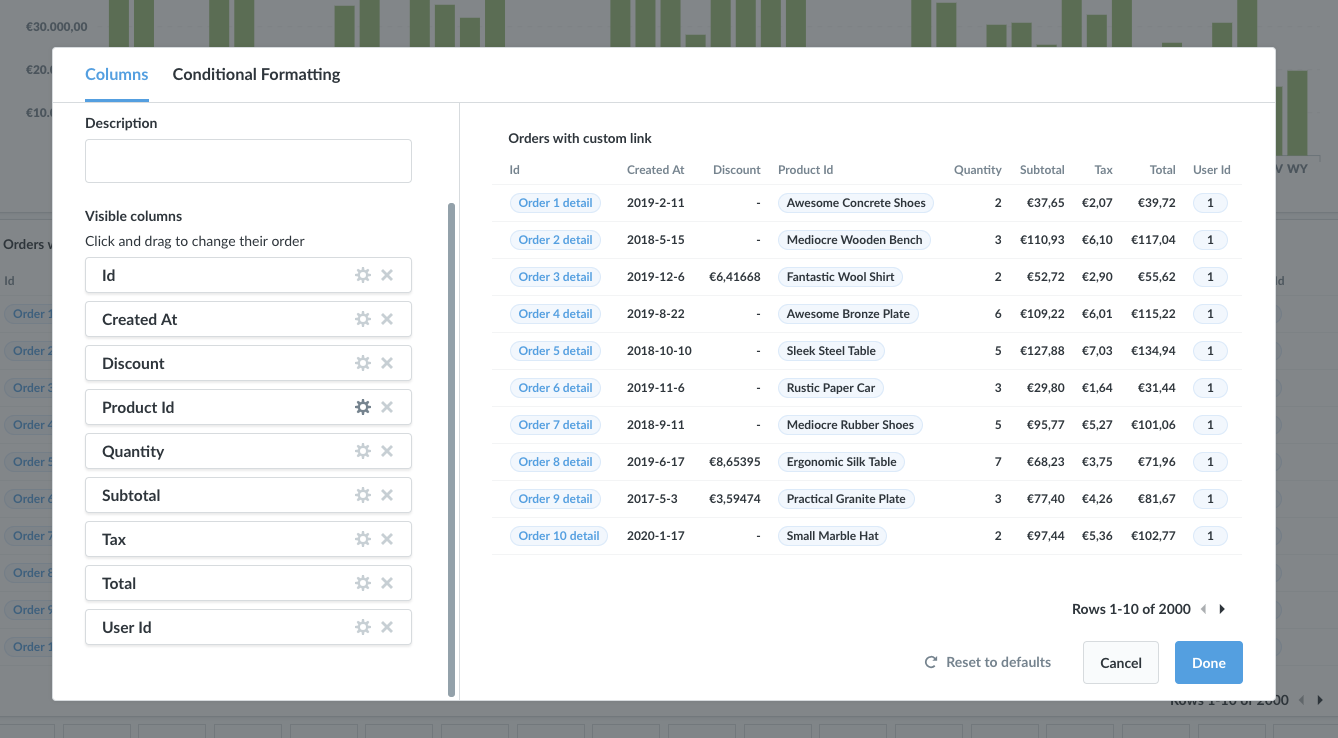 €30.000,00
€20.0
€10.0
V WY
Orders w
Id
Order 1
Order 2
Order 3
Order 4
Order 5
Order 6
Order 7
Order 8
Order 9
Order 1
Id
Rows 1-10 of 2000
Columns
Conditional Formatting
Description
Visible columns
Click and drag to change their order
Id
Created At
Discount
Product Id
Quantity
Subtotal
Tax
Total
User Id
Orders with custom link
Id Created At Discount Product Id Quantity Subtotal Tax Total User Id
Order 1 detail 2019-2-11 - Awesome Concrete Shoes 2 €37,65 €2,07 €39,72 1
Order 2 detail 2018-5-15 - Mediocre Wooden Bench 3 €110,93 €6,10 €117,04 1
Order 3 detail 2019-12-6 €6,41668 Fantastic Wool Shirt 2 €52,72 €2,90 €55,62 1
Order 4 detail 2019-8-22 - Awesome Bronze Plate 6 €109,22 €6,01 €115,22 1
Order 5 detail 2018-10-10 - Sleek Steel Table 5 €127,88 €7,03 €134,94 1
Order 6 detail 2019-11-6 - Rustic Paper Car 3 €29,80 €1,64 €31,44 1
Order 7 detail 2018-9-11 - Mediocre Rubber Shoes 5 €95,77 €5,27 €101,06 1
Order 8 detail 2019-6-17 €8,65395 Ergonomic Silk Table 7 €68,23 €3,75 €71,96 1
Order 9 detail 2017-5-3 €3,59474 Practical Granite Plate 3 €77,40 €4,26 €81,67 1
Order 10 detail 2020-1-17 - Small Marble Hat 2 €97,44 €5,36 €102,77 1
Rows 1-10 of 2000
Reset to defaults
Cancel
Done